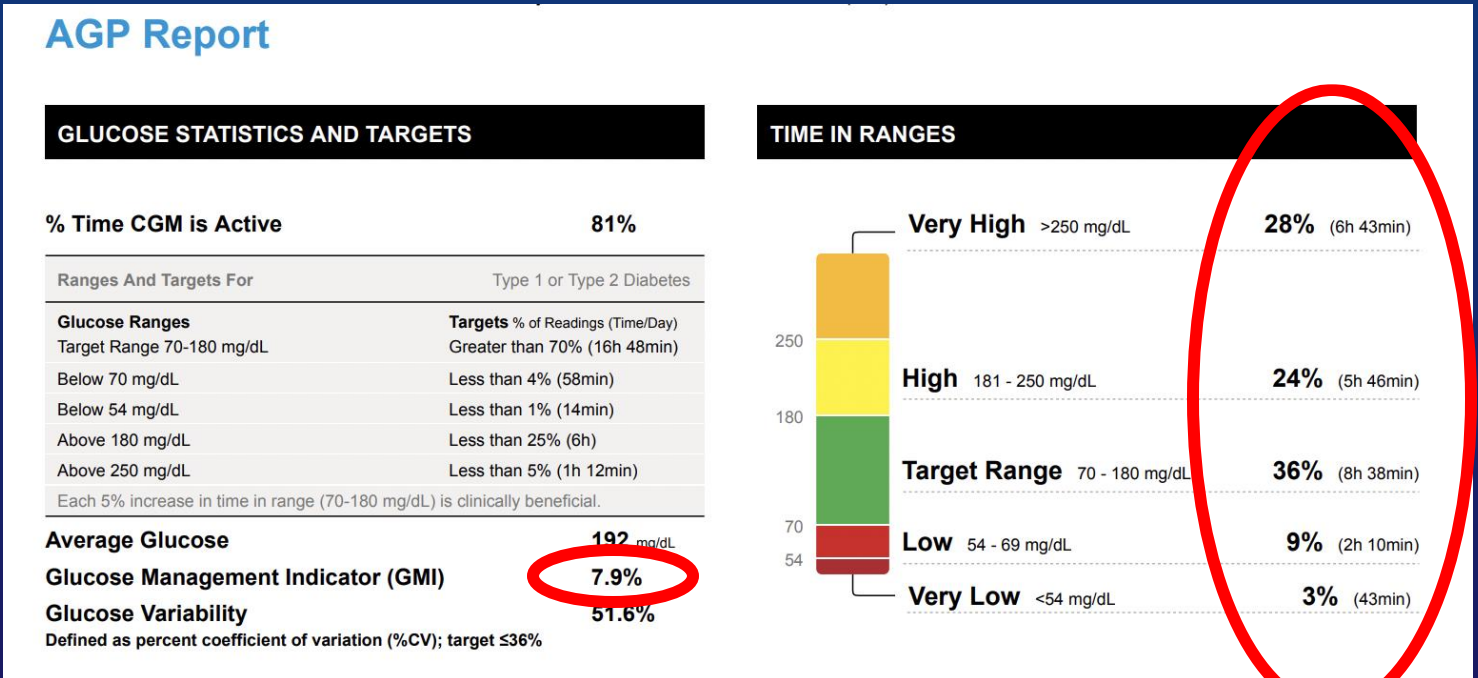 AGP Report
GLUCOSE STATISTICS AND TARGETS
% Time CGM is Active 81%
Ranges And Targets For Type 1 or Type 2 Diabetes
Glucose Ranges Targets % of Readings (Time/Day)
Target Range 70-180 mg/dL Greater than 70% (16h 48min)
Below 70 mg/dL Less than 4% (58min)
Below 54 mg/dL Less than 1% (14min)
Above 180 mg/dL Less than 25% (6h)
Above 250 mg/dL Less than 5% (1h 12min)
Each 5% increase in time in range (70-180 mg/dL) is clinically beneficial.
Average Glucose 192 mg/dL
Glucose Management Indicator (GMI) 7.9%
Glucose Variability 51.6%
Defined as percent coefficient of variation (%CV); target ≤36%
TIME IN RANGES
Very High >250 mg/dL 28% (6h 43min)
250
High 181 - 250 mg/dL 24% (5h 46min)
180
Target Range 70 - 180 mg/dL 36% (8h 38min)
70
Low 54 - 69 mg/dL 9% (2h 10min)
54
Very Low <54 mg/dL 3% (43min)